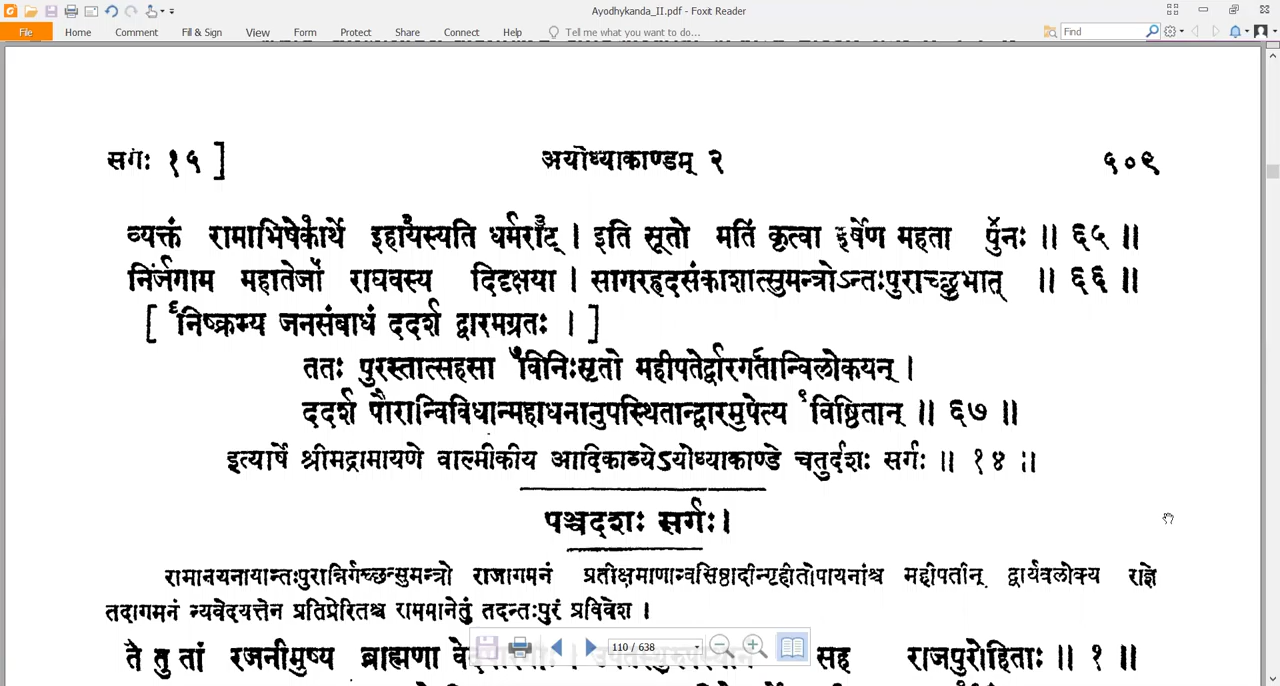 Ayodhykanda_II.pdf - Foxit Reader
File Home Comment Fill & Sign View Form Protect Share Connect Help Tell me what you want to do... Find
सर्गः १५ ] अयोध्याकाण्डम् २ ५०९
व्यक्तं रामाभिषेकार्थे इहायस्यति धर्मराट् । इति सूतो मतिं कृत्वा हर्षेण महता पुनः ॥ ६५ ॥
निर्जगाम महातेजा राघवस्य दिदृक्षया । सागरह्रदसंकाशात्सुमन्त्रोऽन्तःपुराच्छुभात् ॥ ६६ ॥
[ ६निष्क्रम्य जनसंबाधं ददर्श द्वारमग्रतः । ]
ततः पुरस्तात्सहसा विनिःसृतो महीपतेर्द्वारगतान्विलोकयन् ।
ददर्श पौरान्विविधान्महाधनानुपस्थितान्द्वारमुपेत्य विष्ठितान् ॥ ६७ ॥
इत्यार्षे श्रीमद्रामायणे वाल्मीकीय आदिकाव्येऽयोध्याकाण्डे चतुर्दशः सर्गः ॥ १४ ॥
पञ्चदशः सर्गः ।
रामानयनायान्तःपुरान्निर्गच्छन्सुमन्त्रो राजागमनं प्रतीक्षमाणान्वसिष्ठादीन्गृहीतोपायनांश्च महीपतीन् द्वार्यवलोक्य राज्ञे
तदागमनं न्यवेदयत्तेन प्रतिप्रेरितश्च राममानेतुं तदन्तःपुरं प्रविवेश ।
ते तु तां रजनीमुष्य ब्राह्मणा सह राजपुरोहिताः ॥ १ ॥
110 / 638